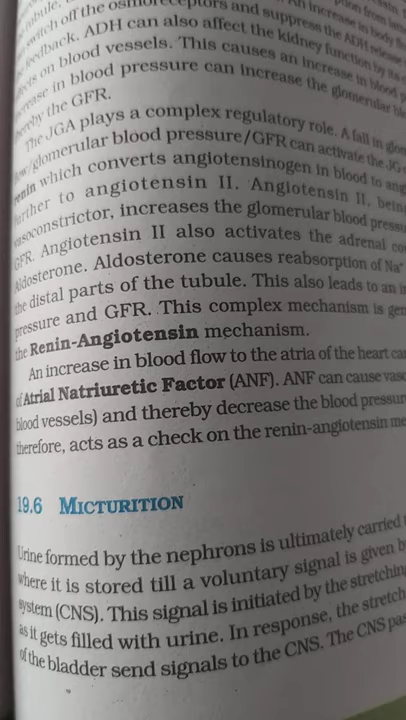 switch off the osmoreceptors and suppress the ADH release
feedback. ADH can also affect the kidney function by its
on blood vessels. This causes an increase in blood
in blood pressure can increase the glomerular
the GFR.
The JGA plays a complex regulatory role. A fall in
glomerular blood pressure/GFR can activate the JG
renin which converts angiotensinogen in blood to
further to angiotensin II. Angiotensin II,
vasoconstrictor, increases the glomerular blood
GFR. Angiotensin II also activates the adrenal
Aldosterone. Aldosterone causes reabsorption of Na+
the distal parts of the tubule. This also leads to an
pressure and GFR. This complex mechanism is
the Renin-Angiotensin mechanism.
An increase in blood flow to the atria of the heart
of Atrial Natriuretic Factor (ANF). ANF can cause
blood vessels) and thereby decrease the blood
therefore, acts as a check on the renin-angiotensin
19.6 MICTURITION
Urine formed by the nephrons is ultimately carried
where it is stored till a voluntary signal is given
system (CNS). This signal is initiated by the stretching
as it gets filled with urine. In response, the
of the bladder send signals to the CNS. The CNS